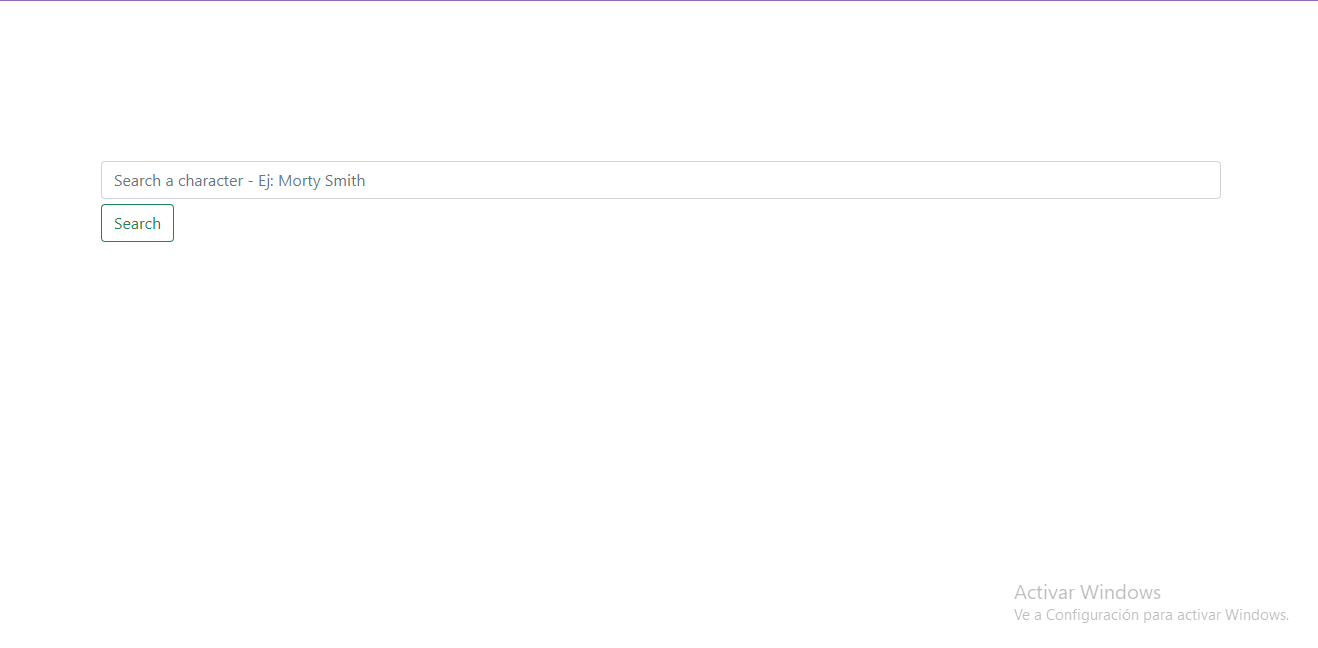 Search a character - Ej: Morty Smith
Search
Activar Windows
Ve a Configuración para activar Windows.